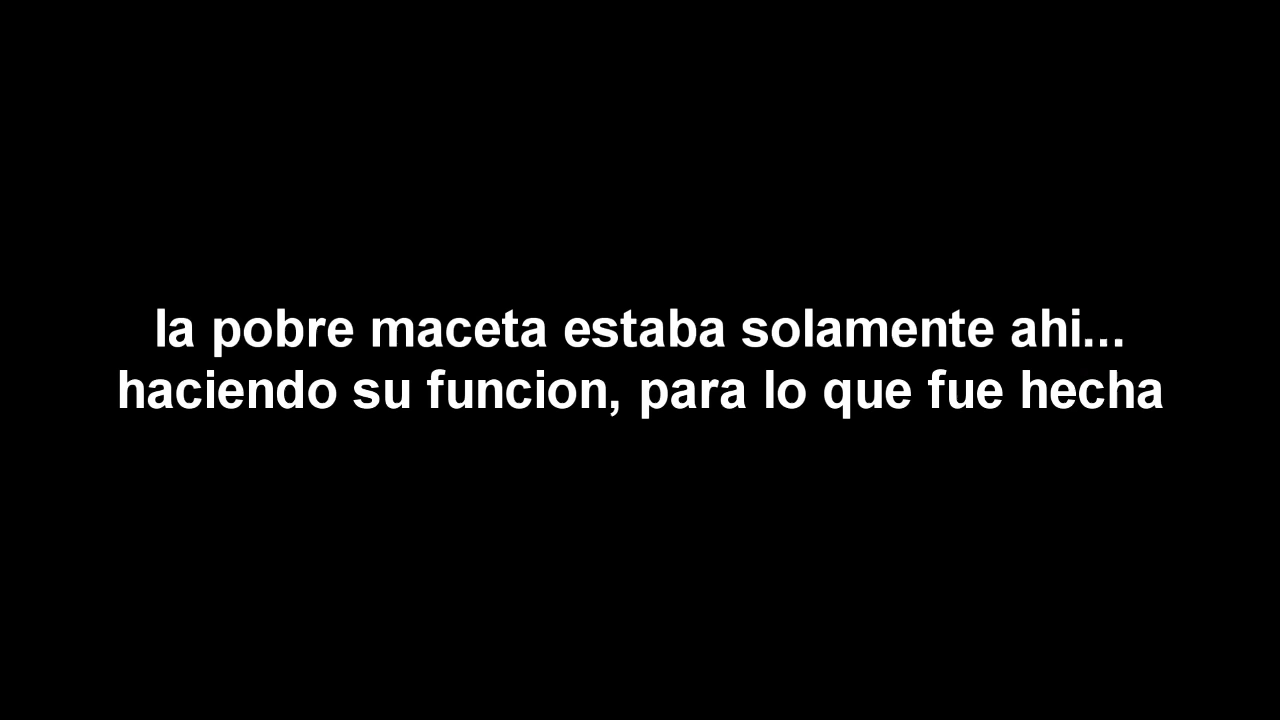 la pobre maceta estaba solamente ahi...
haciendo su funcion, para lo que fue hecha